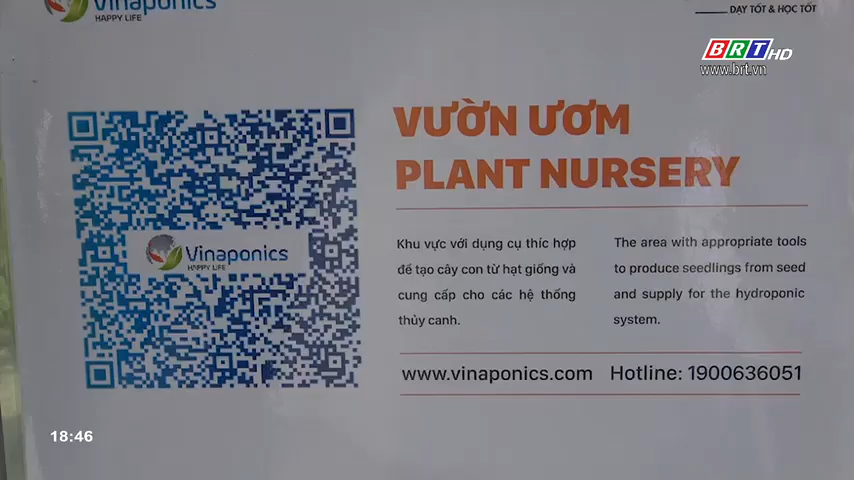 Vinaponics
HAPPY LIFE
DẠY TỐT & HỌC TỐT
BRT HD
www.brt.vn
VƯỜN ƯƠM
PLANT NURSERY
Khu vực với dụng cụ thíc hợp
để tạo cây con từ hạt giống và
cung cấp cho các hệ thống
thủy canh.
The area with appropriate tools
to produce seedlings from seed
and supply for the hydroponic
system.
Vinaponics
HAPPY LIFE
www.vinaponics.com Hotline: 1900636051
18:46